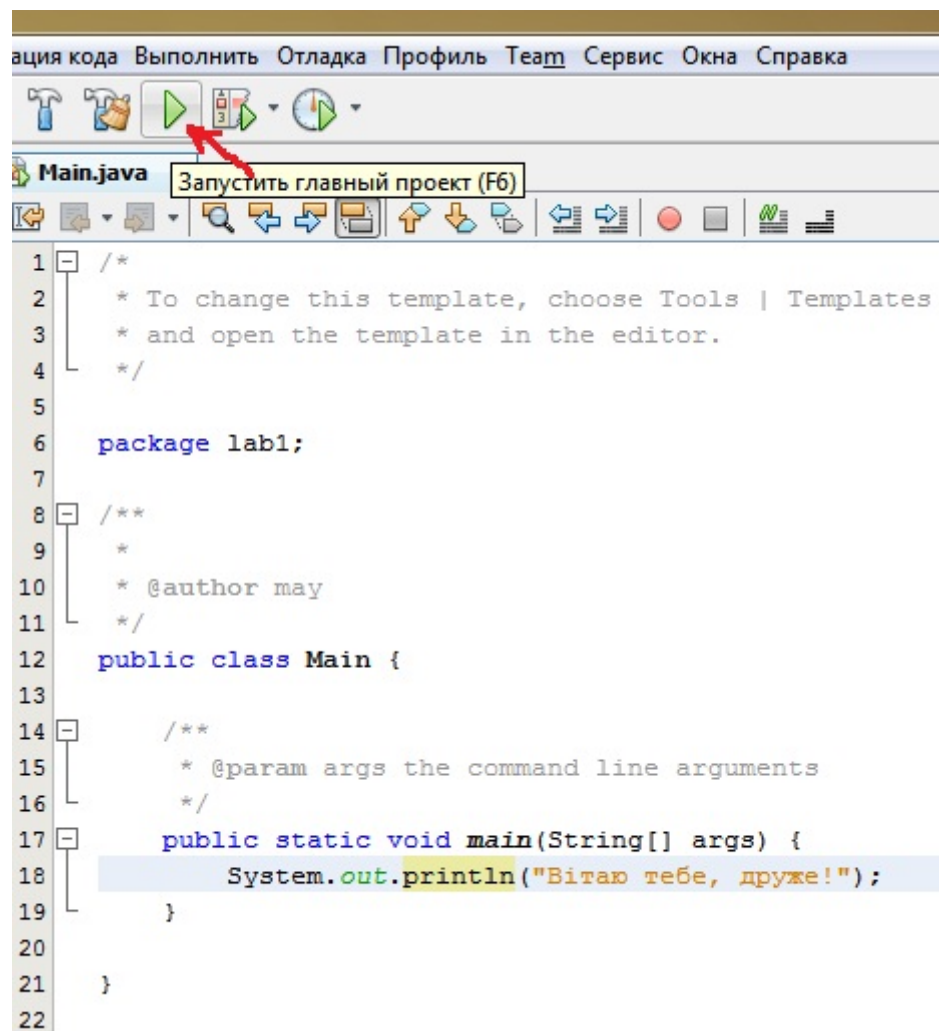 ация кода Выполнить Отладка Профиль Team Сервис Окна Справка
Main.java
Запустить главный проект (F6)
1 /*
2 * To change this template, choose Tools | Templates
3 * and open the template in the editor.
4 */
5
6 package lab1;
7
8 /**
9 *
10 * @author may
11 */
12 public class Main {
13
14 /**
15 * @param args the command line arguments
16 */
17 public static void main(String[] args) {
18 System.out.println("Вітаю тебе, друже!");
19 }
20
21 }
22